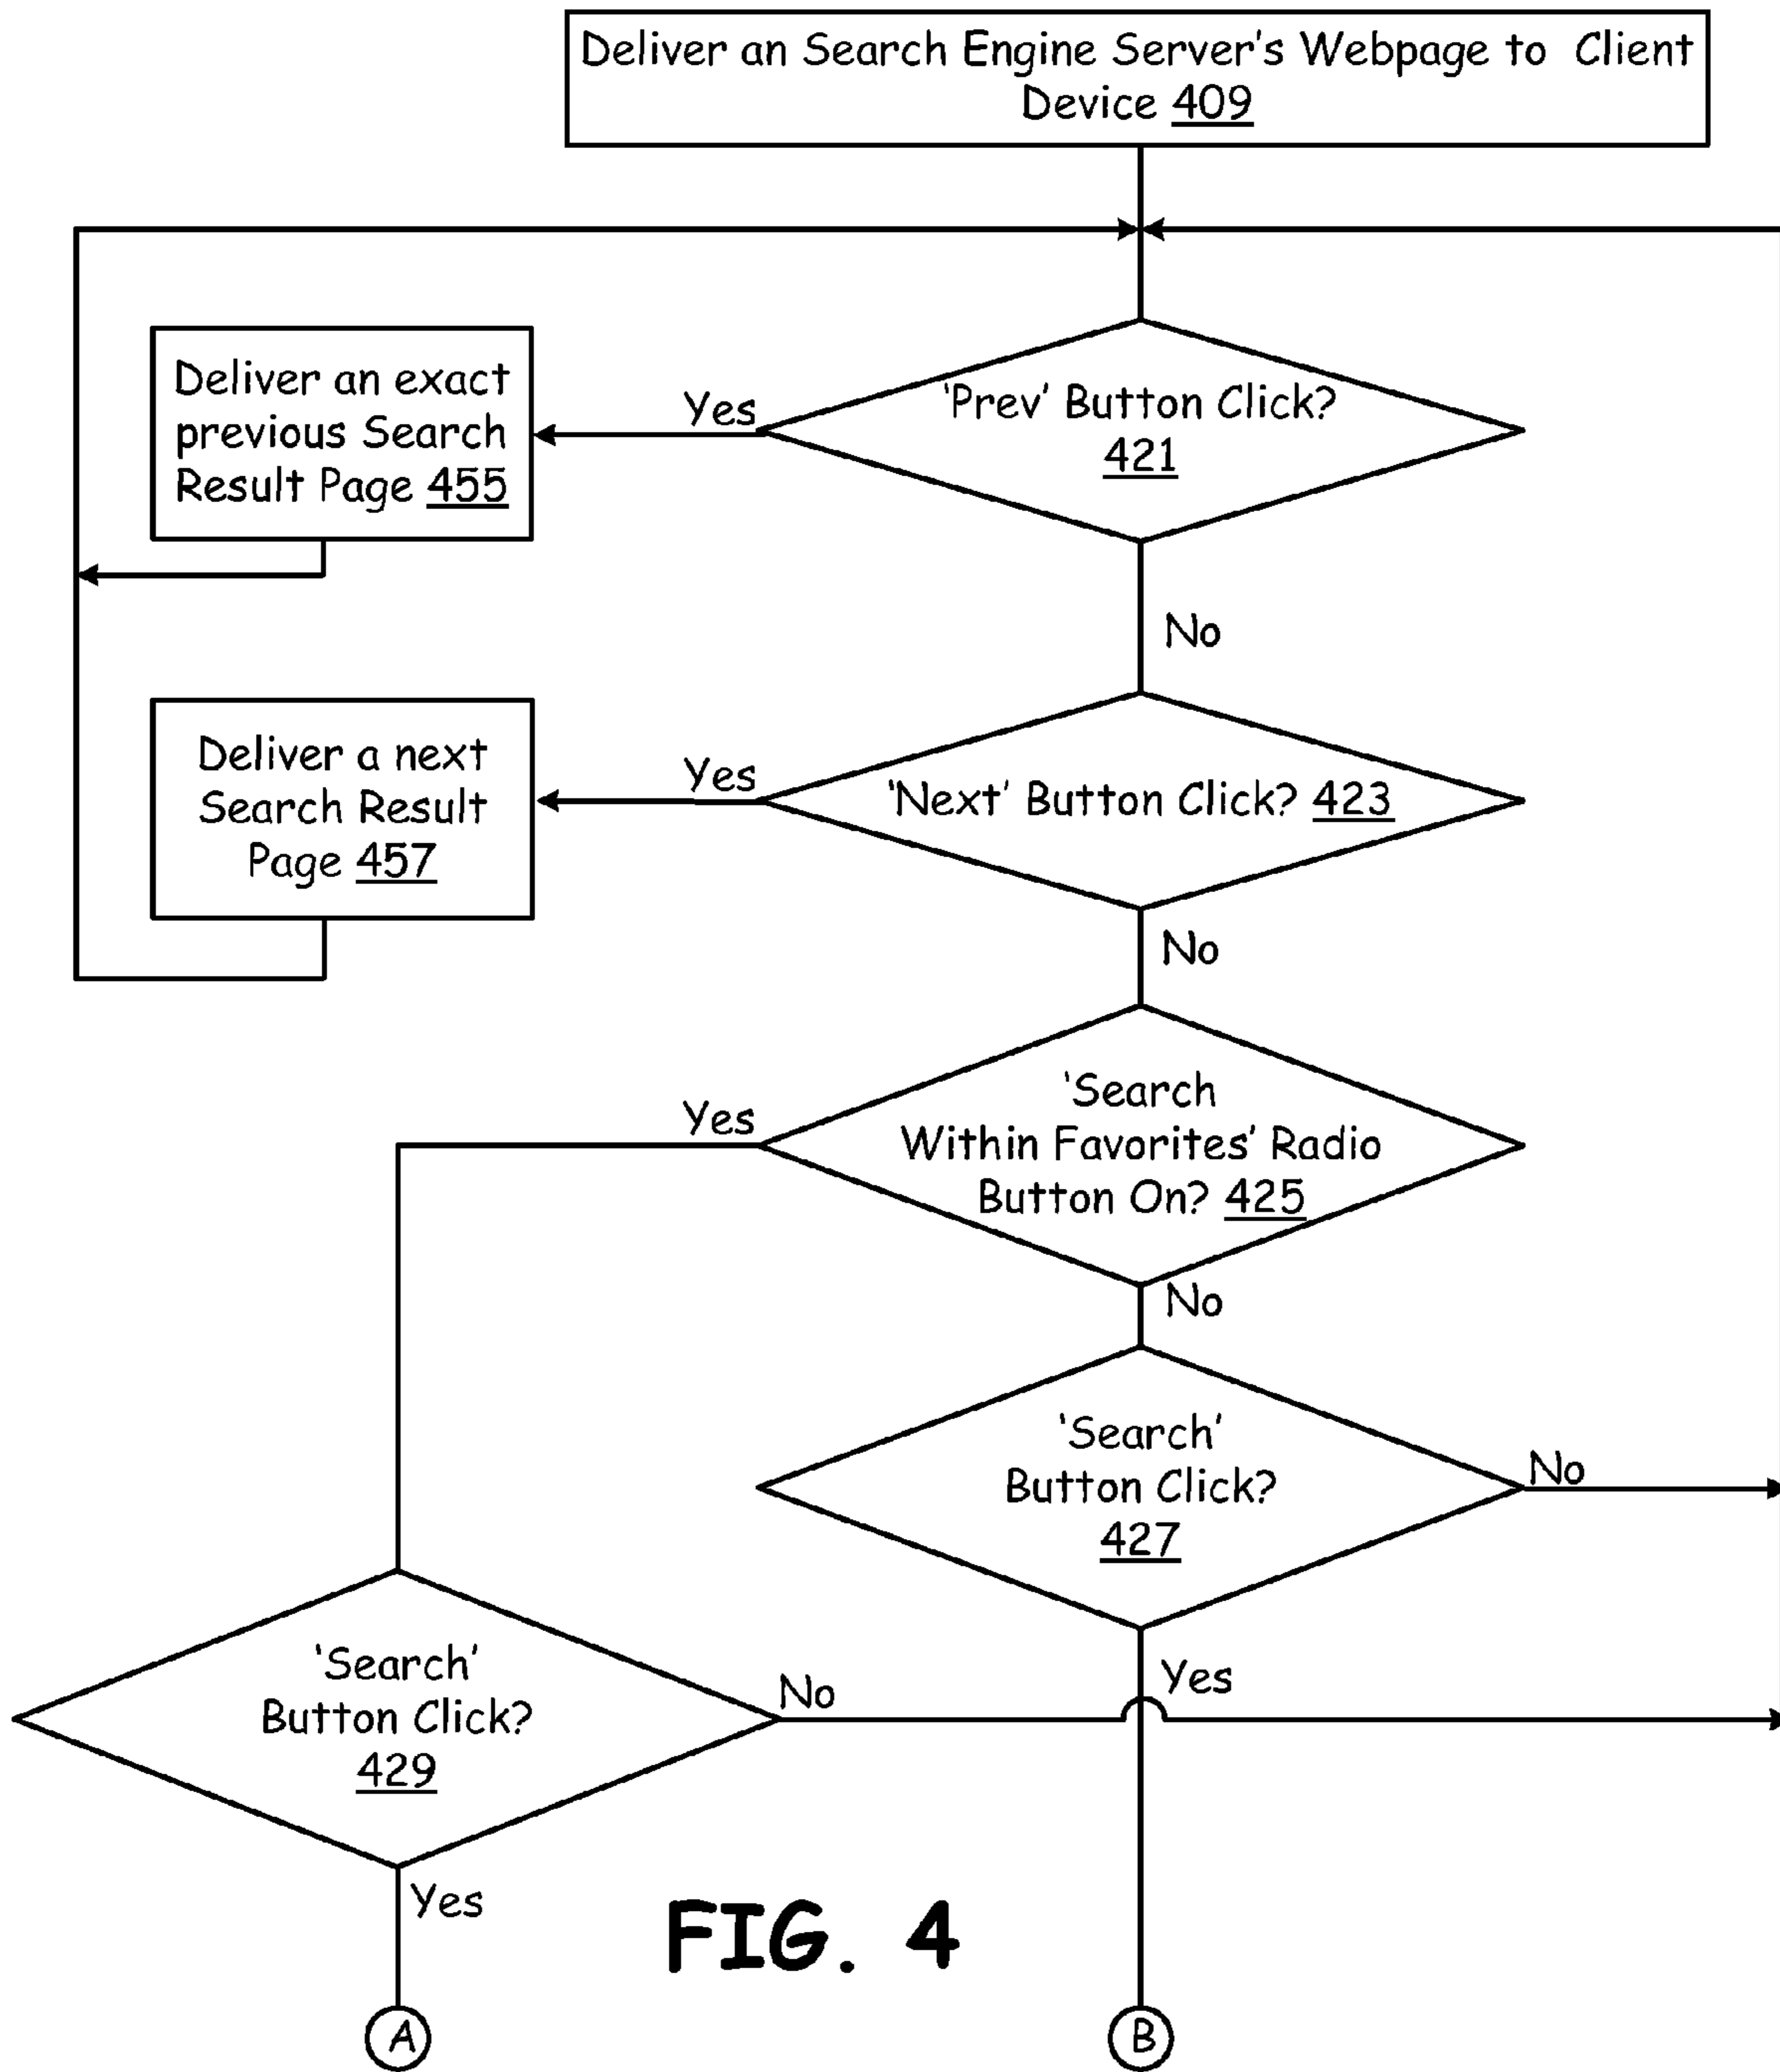 Deliver an Search Engine Server's Webpage to Client
Device 409
'Prev' Button Click?
421
Yes
Deliver an exact
previous Search
Result Page 455
No
'Next' Button Click? 423
Yes
Deliver a next
Search Result
Page 457
No
'Search
Within Favorites' Radio
Button On? 425
Yes
No
'Search'
Button Click?
427
No
Yes
'Search'
Button Click?
429
No
Yes
FIG. 4
A
B